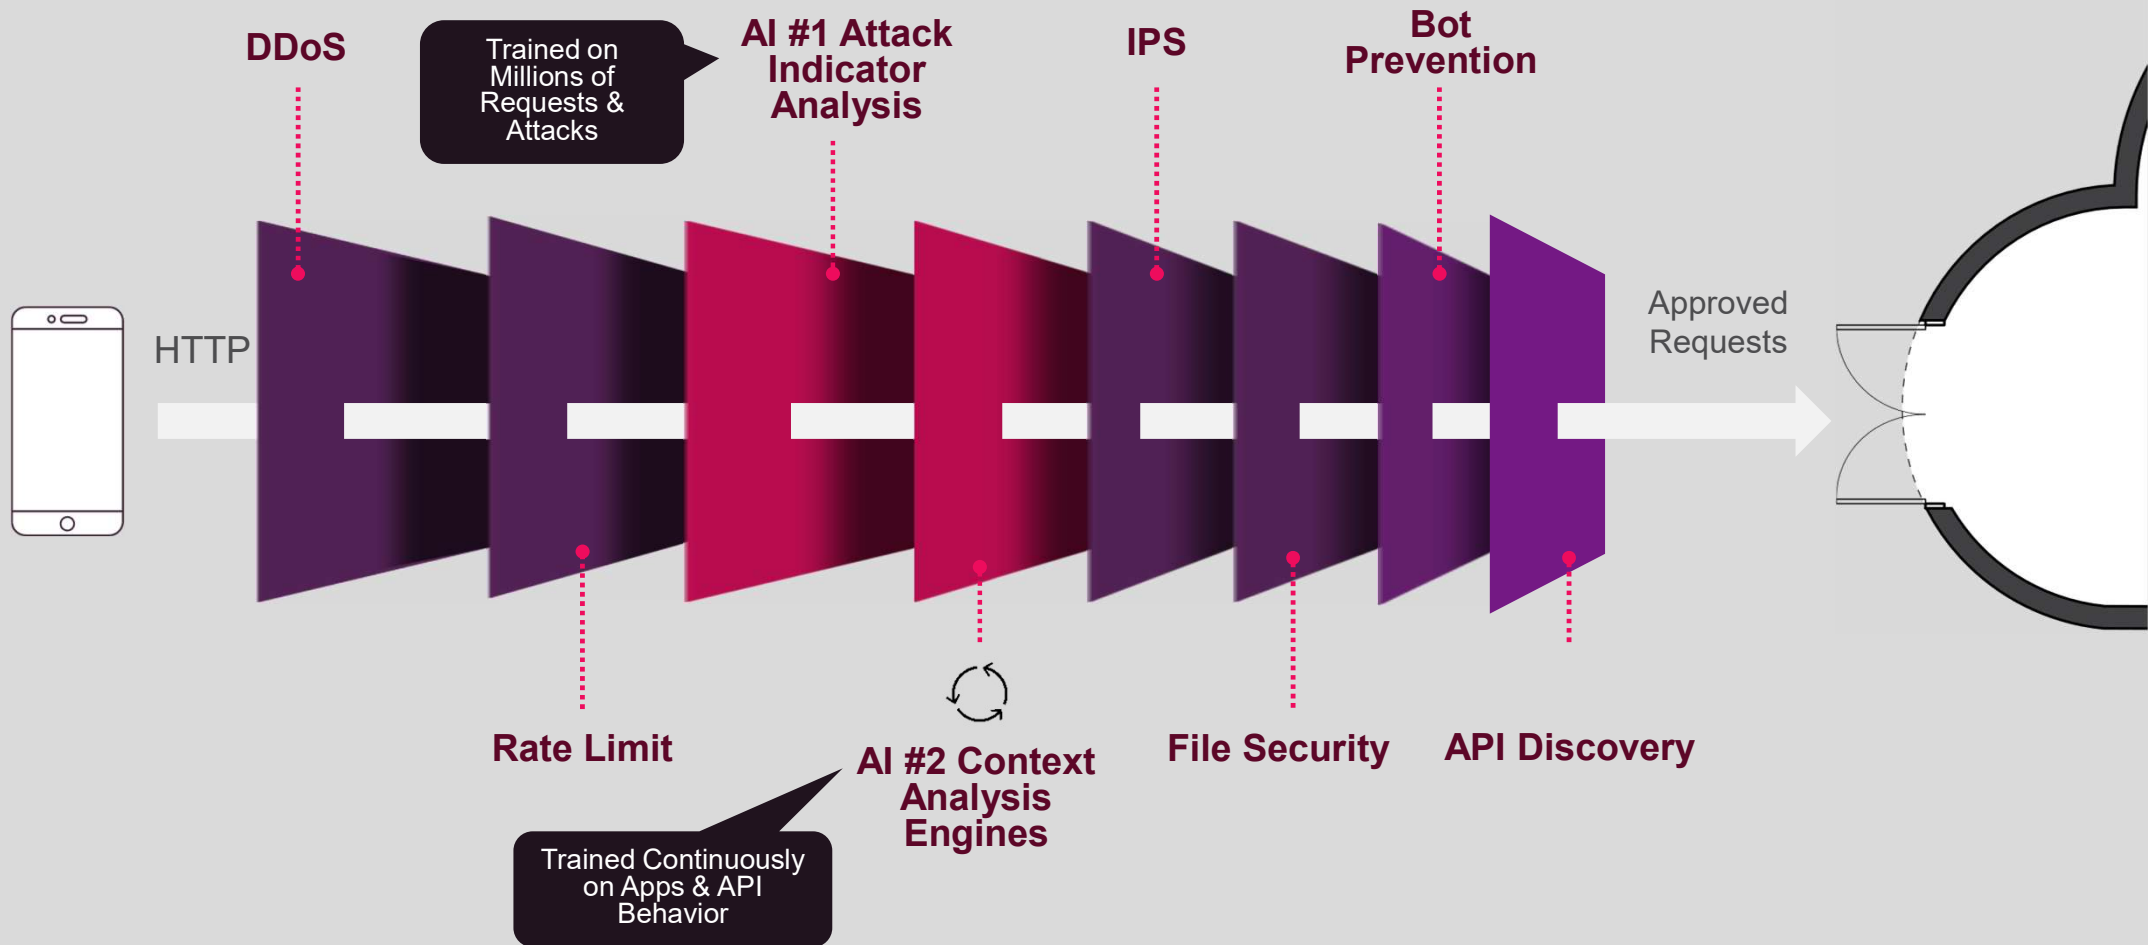 DDoS
Trained on
Millions of
Requests &
Attacks
AI #1 Attack
Indicator
Analysis
IPS
Bot
Prevention
HTTP
Approved
Requests
Rate Limit
AI #2 Context
Analysis
Engines
File Security
API Discovery
Trained Continuously
on Apps & API
Behavior